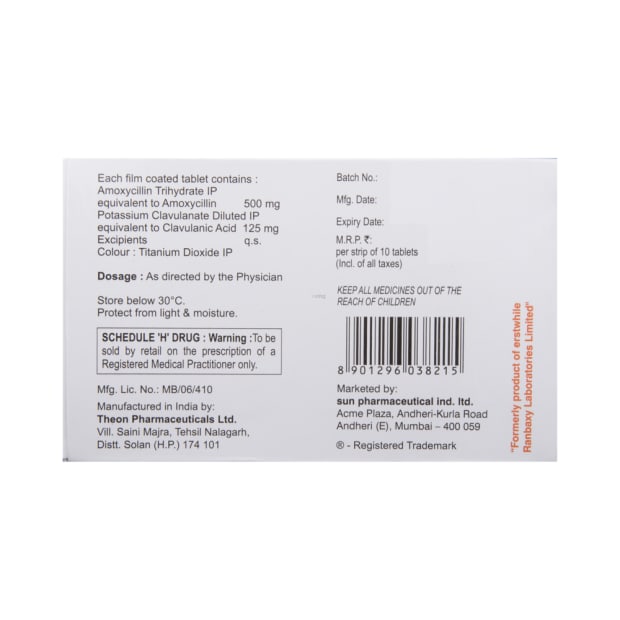 Each film coated tablet contains :
Amoxycillin Trihydrate IP
equivalent to Amoxycillin 500 mg
Potassium Clavulanate Diluted IP
equivalent to Clavulanic Acid 125 mg
Excipients q.s.
Colour : Titanium Dioxide IP
Dosage : As directed by the Physician
Store below 30°C.
Protect from light & moisture.
SCHEDULE 'H' DRUG : Warning :To be
sold by retail on the prescription of a
Registered Medical Practitioner only.
Mfg. Lic. No.: MB/06/410
Manufactured in India by:
Theon Pharmaceuticals Ltd.
Vill. Saini Majra, Tehsil Nalagarh,
Distt. Solan (H.P.) 174 101
Batch No.:
Mfg. Date:
Expiry Date:
M.R.P. ₹:
per strip of 10 tablets
(Incl. of all taxes)
KEEP ALL MEDICINES OUT OF THE
REACH OF CHILDREN
8 901296 038215
Marketed by:
sun pharmaceutical ind. ltd.
Acme Plaza, Andheri-Kurla Road
Andheri (E), Mumbai – 400 059
® - Registered Trademark
"Formerly product of erstwhile
Ranbaxy Laboratories Limited"